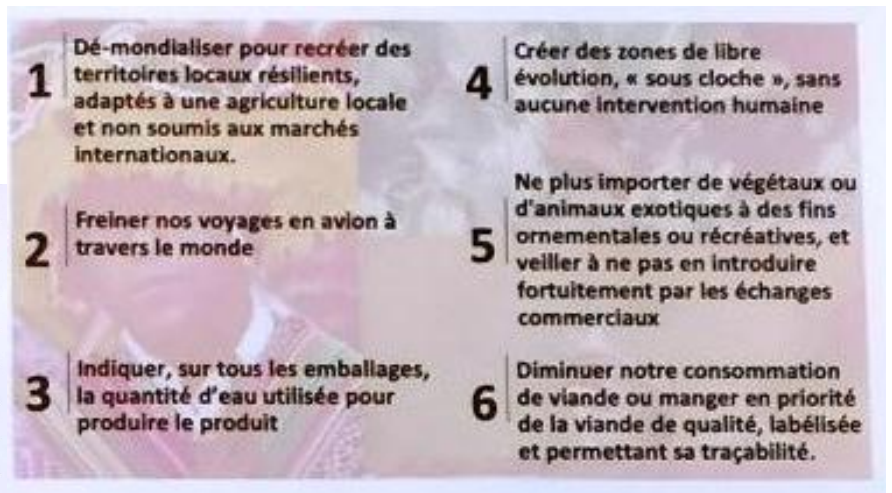 1
Dé-mondialiser pour recréer des
territoires locaux résilients,
adaptés à une agriculture locale
et non soumis aux marchés
internationaux.
2
Freiner nos voyages en avion à
travers le monde
3
Indiquer, sur tous les emballages,
la quantité d'eau utilisée pour
produire le produit
4
Créer des zones de libre
évolution, « sous cloche », sans
aucune intervention humaine
5
Ne plus importer de végétaux ou
d'animaux exotiques à des fins
ornementales ou récréatives, et
veiller à ne pas en introduire
fortuitement par les échanges
commerciaux
6
Diminuer notre consommation
de viande ou manger en priorité
de la viande de qualité, labélisée
et permettant sa traçabilité.